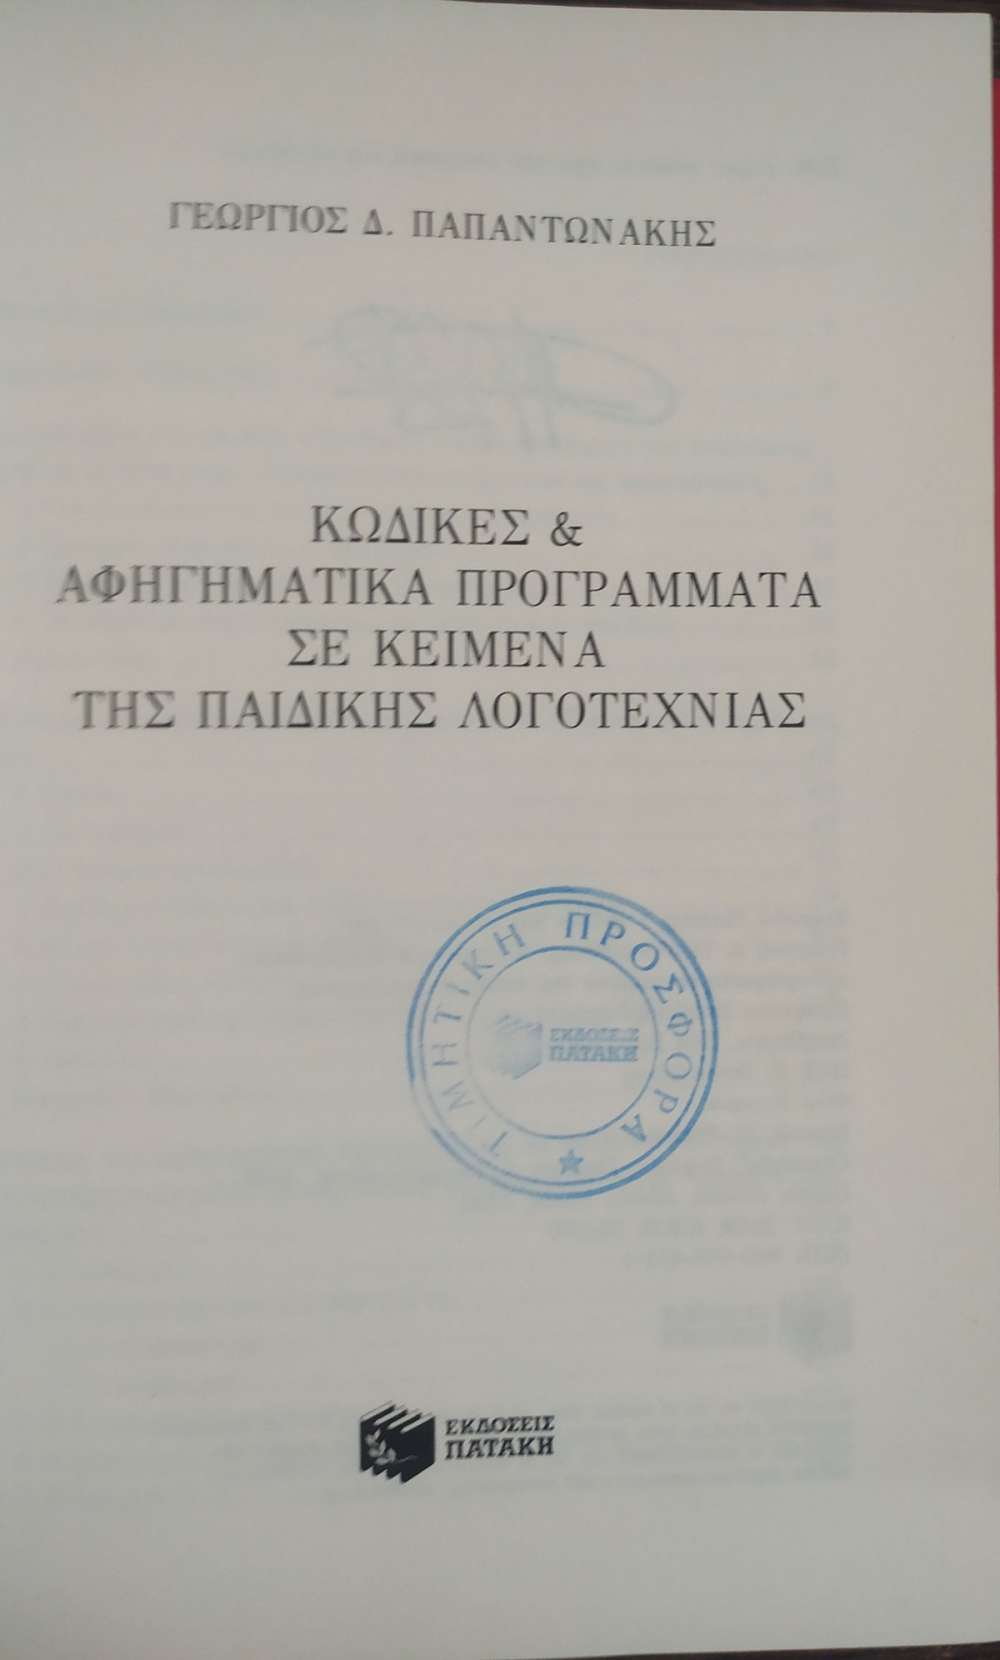 ΓΕΩΡΓΙΟΣ Δ. ΠΑΠΑΝΤΩΝΑΚΗΣ
ΚΩΔΙΚΕΣ &
ΑΦΗΓΗΜΑΤΙΚΑ ΠΡΟΓΡΑΜΜΑΤΑ
ΣΕ ΚΕΙΜΕΝΑ
ΤΗΣ ΠΑΙΔΙΚΗΣ ΛΟΓΟΤΕΧΝΙΑΣ
ΤΙΜΗΤΙΚΗ ΠΡΟΣΦΟΡΑ
ΕΚΔΟΣΕΙΣ
ΠΑΤΑΚΗ
ΕΚΔΟΣΕΙΣ
ΠΑΤΑΚΗ